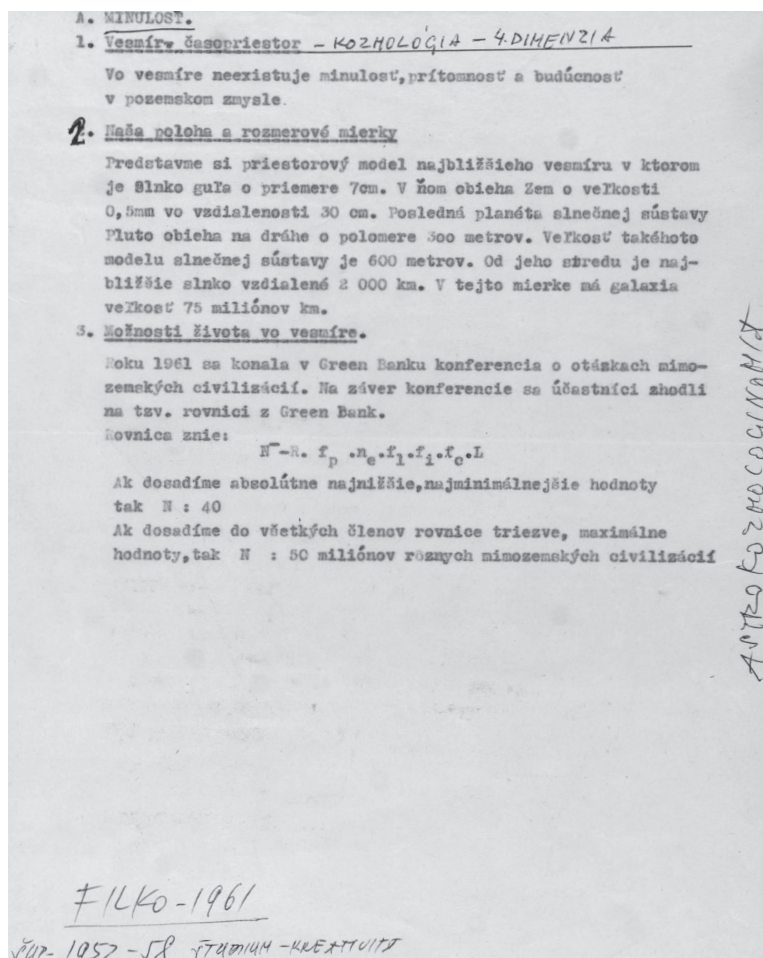 A. MINULOSŤ.
1. Vesmír, časopriestor – KOZMOLÓGIA – 4. DIMENZIA
Vo vesmíre neexistuje minulosť,prítomnosť a budúcnosť
v pozemskom zmysle.
2. Naša poloha a rozmerové mierky
Predstavme si priestorový model najbližšieho vesmíru v ktorom
je Slnko guľa o priemere 7cm. V ňom obieha Zem o veľkosti
0,5mm vo vzdialenosti 30 cm. Posledná planéta slnečnej sústavy
Pluto obieha na dráhe o polomere 300 metrov. Veľkosť takéhoto
modelu slnečnej sústavy je 600 metrov. Od jeho stredu je naj-
bližšie slnko vzdialené 2 000 km. V tejto mierke má galaxia
veľkosť 75 miliónov km.
3. Možnosti života vo vesmíre.
Roku 1961 sa konala v Green Banku konferencia o otázkach mimo-
zemských civilizácií. Na záver konferencie sa účastníci zhodli
na tzv. rovnici z Green Bank.
Rovnica znie:
N=R. fp .ne.fl.fi.fc.L
Ak dosadíme absolútne najnižšie,najminimálnejšie hodnoty
tak N : 40
Ak dosadíme do všetkých členov rovnice triezve, maximálne
hodnoty,tak N : 50 miliónov rôznych mimozemských civilizácií
FILKO – 1961
1957 – 58 ŠTUDIUM – KREATIVITA